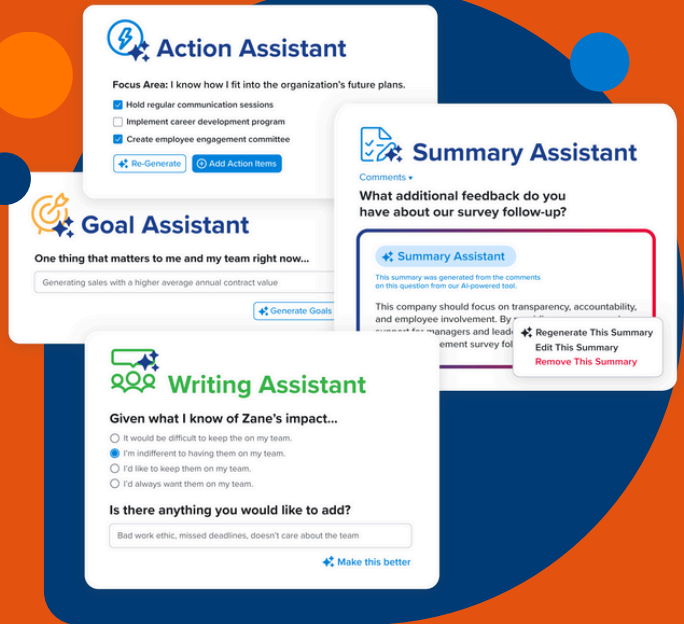 Action Assistant
Focus Area: I know how I fit into the organization's future plans.
Hold regular communication sessions
Implement career development program
Create employee engagement committee
Re-Generate
Add Action Items
Summary Assistant
Comments
What additional feedback do you
have about our survey follow-up?
Summary Assistant
This summary was generated from the comments
on this question from our AI-powered tool.
This company should focus on transparency, accountability,
and employee involvement. By
support for managers and
Regenerate This Summary
Edit This Summary
Remove This Summary
Goal Assistant
One thing that matters to me and my team right now...
Generating sales with a higher average annual contract value
Generate Goals
Writing Assistant
Given what I know of Zane's impact...
It would be difficult to keep the on my team.
I'm indifferent to having them on my team.
I'd like to keep them on my team.
I'd always want them on my team.
Is there anything you would like to add?
Bad work ethic, missed deadlines, doesn't care about the team
Make this better